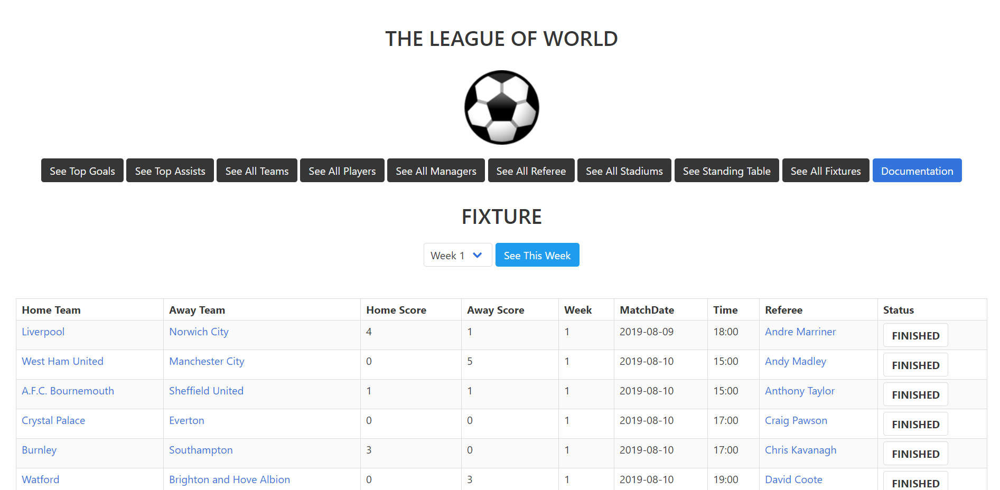 THE LEAGUE OF WORLD
See Top Goals See Top Assists See All Teams See All Players See All Managers See All Referee See All Stadiums See Standing Table See All Fixtures Documentation
FIXTURE
Week 1 See This Week
Home Team Away Team Home Score Away Score Week MatchDate Time Referee Status
Liverpool Norwich City 4 1 1 2019-08-09 18:00 Andre Marriner FINISHED
West Ham United Manchester City 0 5 1 2019-08-10 15:00 Andy Madley FINISHED
A.F.C. Bournemouth Sheffield United 1 1 1 2019-08-10 15:00 Anthony Taylor FINISHED
Crystal Palace Everton 0 0 1 2019-08-10 17:00 Craig Pawson FINISHED
Burnley Southampton 3 0 1 2019-08-10 17:00 Chris Kavanagh FINISHED
Watford Brighton and Hove Albion 0 3 1 2019-08-10 19:00 David Coote FINISHED